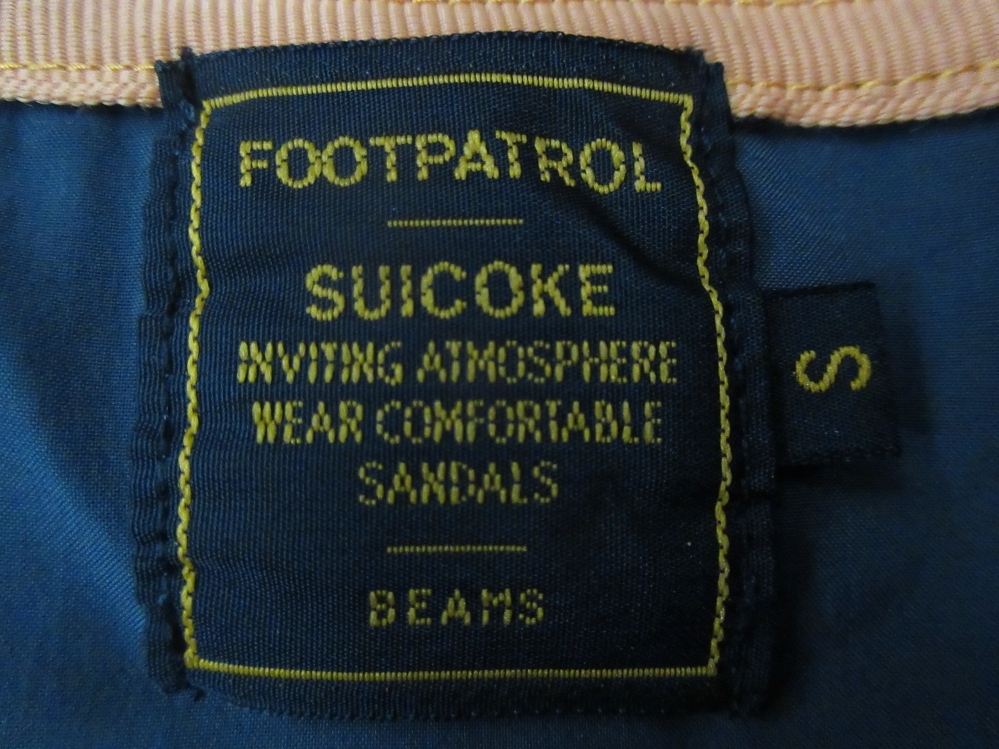 FOOTPATROL
SUICOKE
INVITING ATMOSPHERE
WEAR COMFORTABLE
SANDALS
BEAMS
S